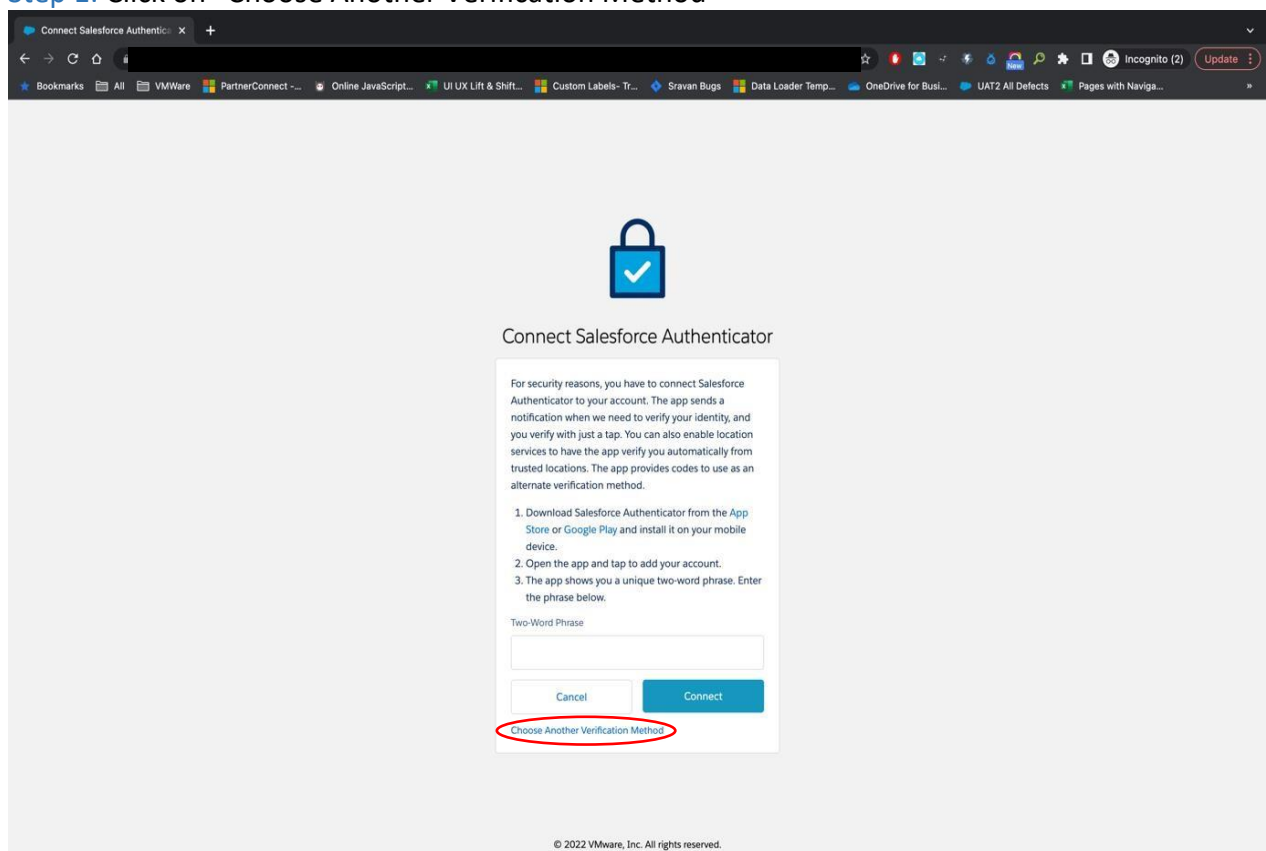 Click on "Choose Another Verification Method"
Connect Salesforce Authentic
Incognito (2)
Update
Bookmarks
All
VMWare
PartnerConnect -...
Online JavaScript...
UI UX Lift & Shift...
Custom Labels- Tr...
Sravan Bugs
Data Loader Temp...
OneDrive for Busi...
UAT2 All Defects
Pages with Naviga...
New
Connect Salesforce Authenticator
For security reasons, you have to connect Salesforce
Authenticator to your account. The app sends a
notification when we need to verify your identity, and
you verify with just a tap. You can also enable location
services to have the app verify you automatically from
trusted locations. The app provides codes to use as an
alternate verification method.
1. Download Salesforce Authenticator from the App
Store or Google Play and install it on your mobile
device.
2. Open the app and tap to add your account.
3. The app shows you a unique two-word phrase. Enter
the phrase below.
Two-Word Phrase
Cancel
Connect
Choose Another Verification Method
© 2022 VMware, Inc. All rights reserved.